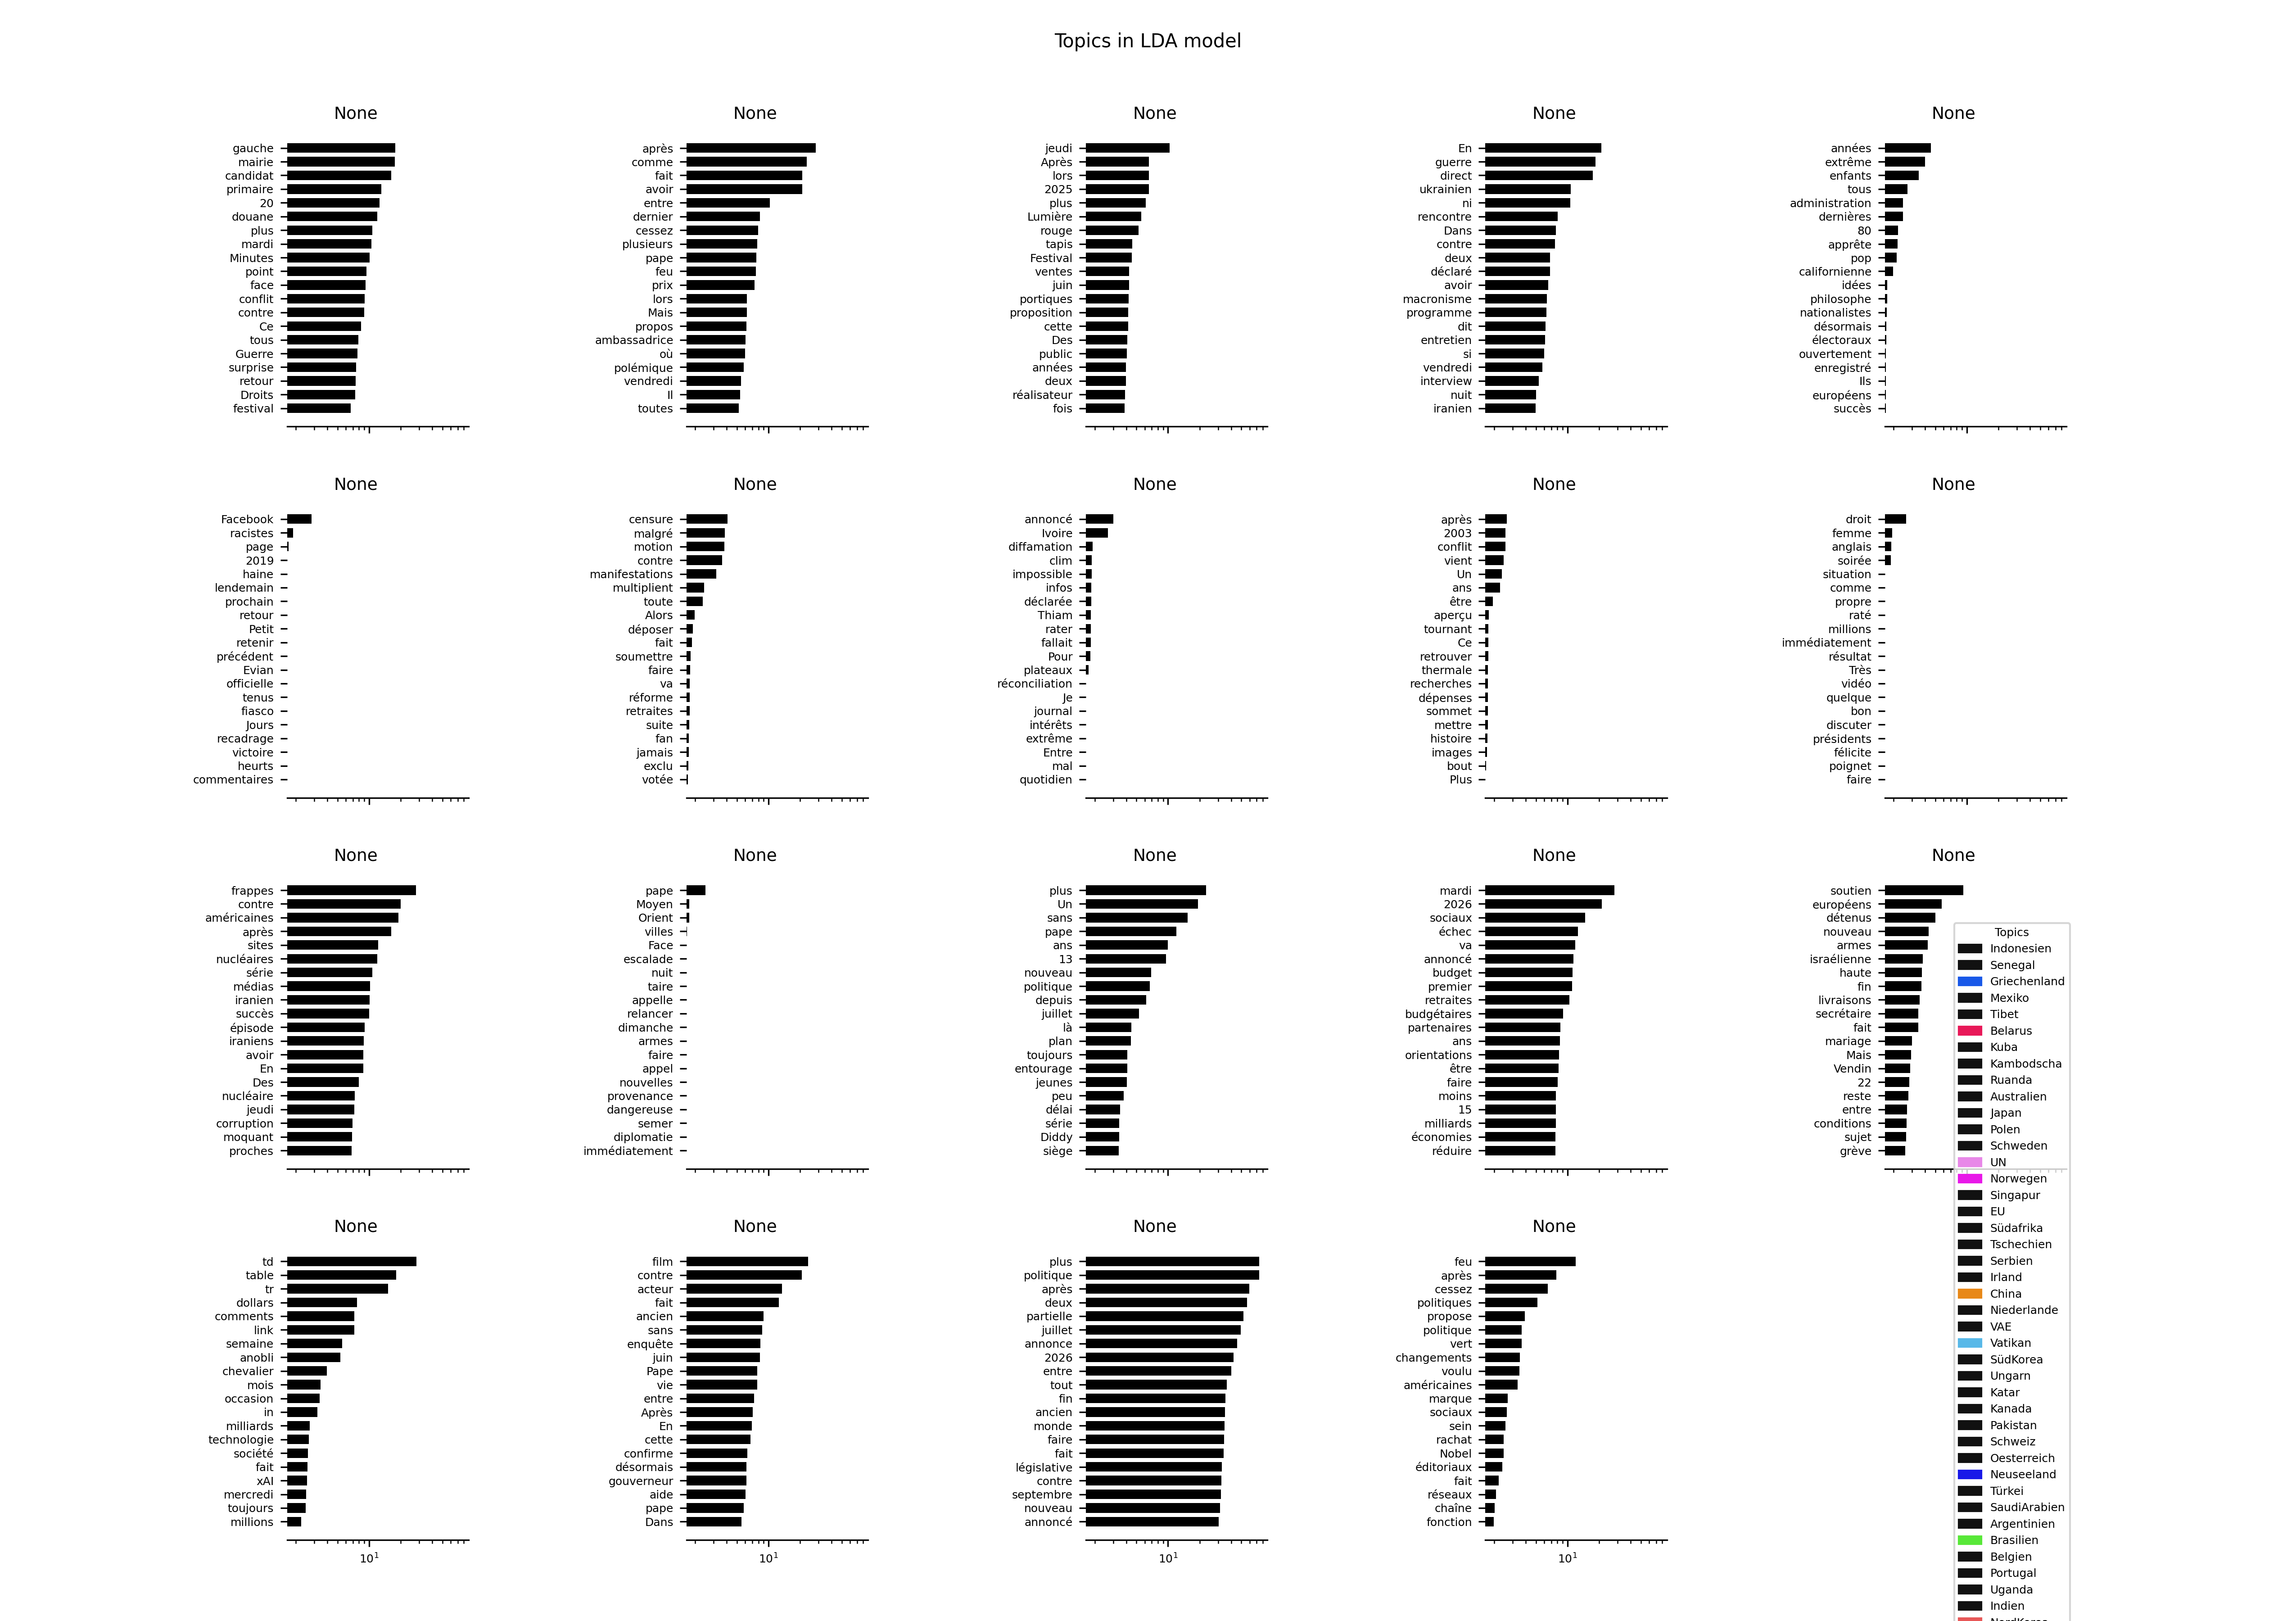 Topics in LDA model
None
gauche
mairie
candidat
primaire
20
douane
plus
mardi
Minutes
point
face
conflit
contre
Ce
tous
Guerre
surprise
retour
Droits
festival
None
après
comme
fait
avoir
entre
dernier
cessez
plusieurs
pape
feu
prix
lors
Mais
propos
ambassadrice
où
polémique
vendredi
Il
toutes
None
jeudi
Après
lors
2025
plus
Lumière
rouge
tapis
Festival
ventes
juin
portiques
proposition
cette
Des
public
années
deux
réalisateur
fois
None
En
guerre
direct
ukrainien
ni
rencontre
Dans
contre
deux
déclaré
avoir
macronisme
programme
dit
entretien
si
vendredi
interview
nuit
iranien
None
années
extrême
enfants
tous
administration
dernières
80
apprête
pop
californienne
idées
philosophe
nationalistes
désormais
électoraux
ouvertement
enregistré
Ils
européens
succès
None
Facebook
racistes
page
2019
haine
lendemain
prochain
retour
Petit
retenir
précédent
Evian
officielle
tenus
fiasco
Jours
recadrage
victoire
heurts
commentaires
None
censure
malgré
motion
contre
manifestations
multiplient
toute
Alors
déposer
fait
soumettre
faire
va
réforme
retraites
suite
fan
jamais
exclu
votée
None
annoncé
Ivoire
diffamation
clim
impossible
infos
déclarée
Thiam
rater
fallait
Pour
plateaux
réconciliation
Je
journal
intérêts
extrême
Entre
mal
quotidien
None
après
2003
conflit
vient
Un
ans
être
aperçu
tournant
Ce
retrouver
thermale
recherches
dépenses
sommet
mettre
histoire
images
bout
Plus
None
droit
femme
anglais
soirée
situation
comme
propre
raté
millions
immédiatement
résultat
Très
vidéo
quelque
bon
discuter
présidents
félicite
poignet
faire
None
frappes
contre
américaines
après
sites
nucléaires
série
médias
iranien
succès
épisode
iraniens
avoir
En
Des
nucléaire
jeudi
corruption
moquant
proches
None
pape
Moyen
Orient
villes
Face
escalade
nuit
taire
appelle
relancer
dimanche
armes
faire
appel
nouvelles
provenance
dangereuse
semer
diplomatie
immédiatement
None
plus
Un
sans
pape
ans
13
nouveau
politique
depuis
juillet
là
plan
toujours
entourage
jeunes
peu
délai
série
Diddy
siège
None
mardi
2026
sociaux
échec
va
annoncé
budget
premier
retraites
budgétaires
partenaires
ans
orientations
être
faire
moins
15
milliards
économies
réduire
None
soutien
européens
détenus
nouveau
armes
israélienne
haute
fin
livraisons
secrétaire
fait
mariage
Mais
Vendin
22
reste
entre
conditions
sujet
grève
None
td
table
tr
dollars
comments
link
semaine
anobli
chevalier
mois
occasion
in
milliards
technologie
société
fait
xAI
mercredi
toujours
millions
10¹
None
film
contre
acteur
fait
ancien
sans
enquête
juin
Pape
vie
entre
Après
En
cette
confirme
désormais
gouverneur
aide
pape
Dans
10¹
None
plus
politique
après
deux
partielle
juillet
annonce
2026
entre
tout
fin
ancien
monde
faire
fait
législative
contre
septembre
nouveau
annoncé
10¹
None
feu
après
cessez
politiques
propose
politique
vert
changements
voulu
américaines
marque
sociaux
sein
rachat
Nobel
éditoriaux
fait
réseaux
chaîne
fonction
10¹
Topics
Indonesien
Senegal
Griechenland
Mexiko
Tibet
Belarus
Kuba
Kambodscha
Ruanda
Australien
Japan
Polen
Schweden
UN
Norwegen
Singapur
EU
Südafrika
Tschechien
Serbien
Irland
China
Niederlande
VAE
Vatikan
SüdKorea
Ungarn
Katar
Kanada
Pakistan
Schweiz
Oesterreich
Neuseeland
Türkei
SaudiArabien
Argentinien
Brasilien
Belgien
Portugal
Uganda
Indien